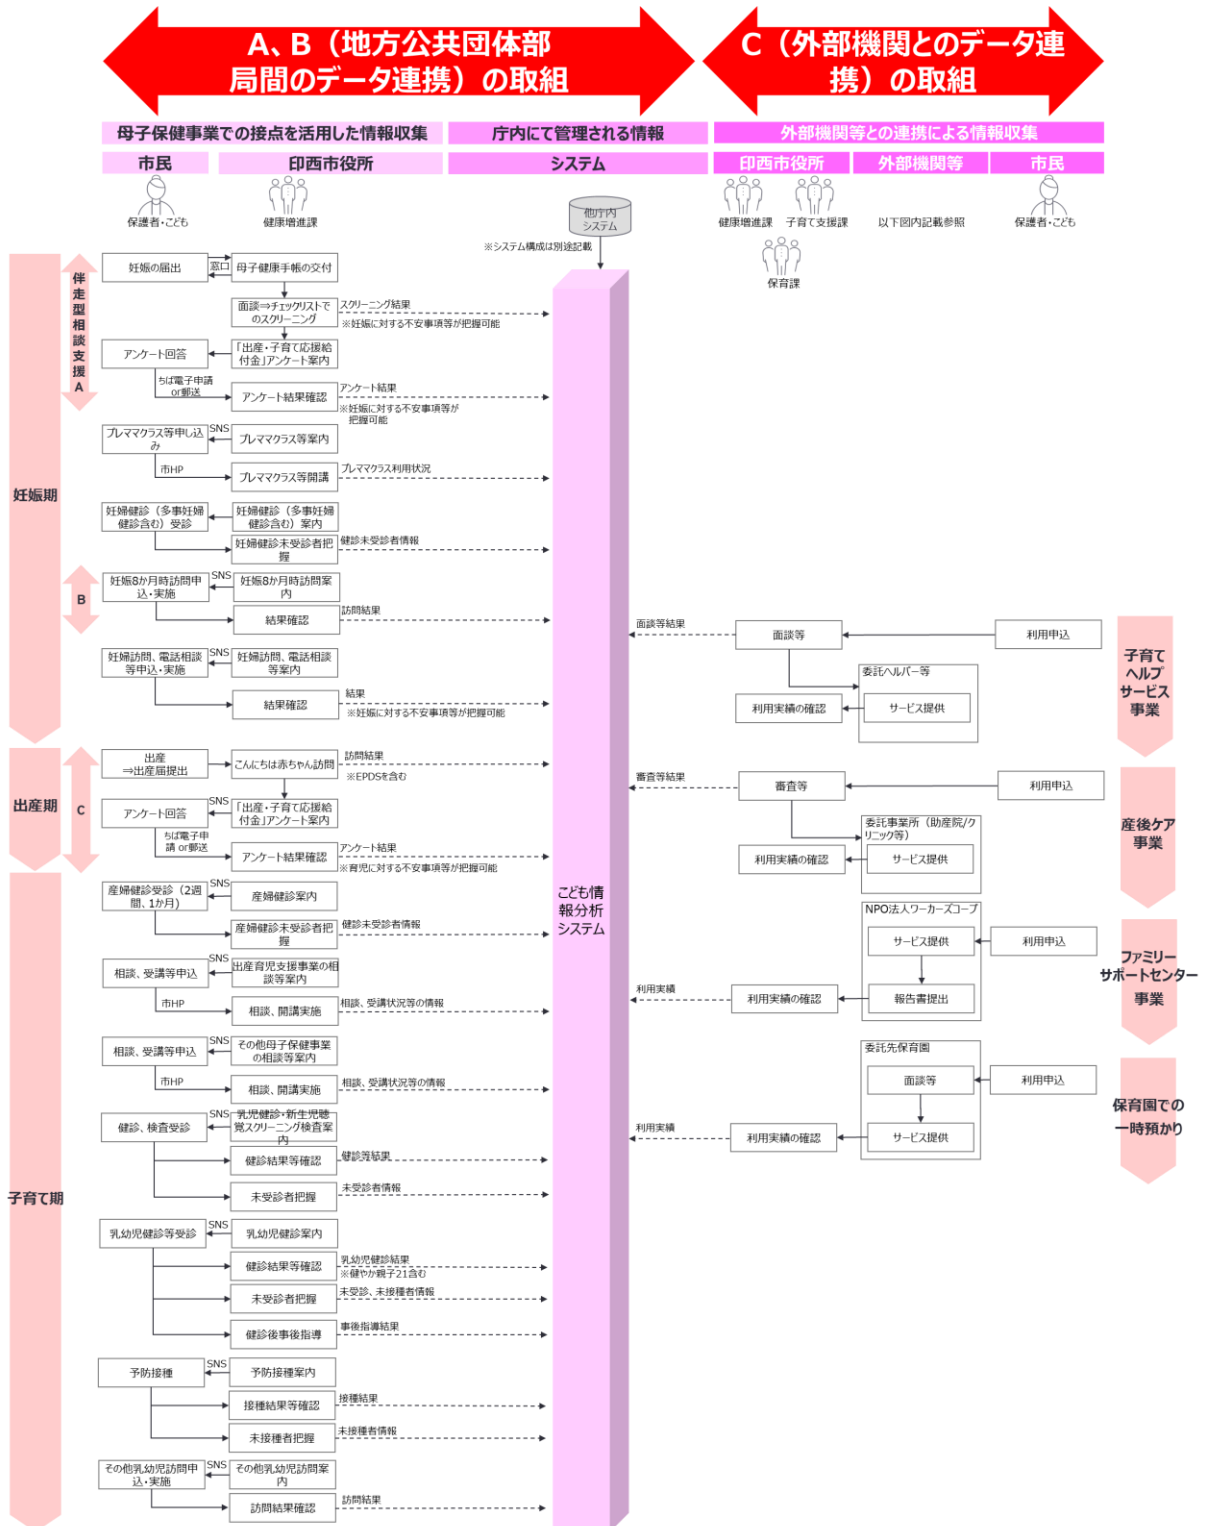 A、B（地方公共団体部
局間のデータ連携）の取組
C（外部機関とのデータ連
携）の取組
母子保健事業での接点を活用した情報収集
庁内にて管理される情報
外部機関等との連携による情報収集
市民
印西市役所
システム
印西市役所
外部機関等
市民
保護者・こども
健康増進課
他庁内
システム
※システム構成は別途記載
健康増進課
子育て支援課
保育課
以下図内記載参照
保護者・こども
妊娠期
伴走型相談支援A
妊娠の届出
窓口
母子健康手帳の交付
面談⇒チェックリストで
のスクリーニング
スクリーニング結果
※妊娠に対する不安事項等が把握可能
アンケート回答
「出産・子育て応援給
付金」アンケート案内
ちば電子申請
or郵送
アンケート結果確認
アンケート結果
※妊娠に対する不安事項等が
把握可能
プレママクラス等申し込
み
SNS
プレママクラス等案内
市HP
プレママクラス等開講
プレママクラス利用状況
妊婦健診（多事妊婦
健診含む）受診
妊婦健診（多事妊婦
健診含む）案内
妊婦健診未受診者把
握
健診未受診者情報
B
妊娠8か月時訪問申
込・実施
SNS
妊娠8か月時訪問案
内
結果確認
訪問結果
妊婦訪問、電話相談
等申込・実施
SNS
妊婦訪問、電話相談
等案内
結果確認
結果
※妊娠に対する不安事項等が把握可能
出産期
C
出産
⇒出産届提出
こんにちは赤ちゃん訪問
訪問結果
※EPDSを含む
アンケート回答
SNS
「出産・子育て応援給
付金」アンケート案内
ちば電子申
請 or郵送
アンケート結果確認
アンケート結果
※育児に対する不安事項等が把握可能
子育て期
産婦健診受診（2週
間、1か月）
SNS
産婦健診案内
産婦健診未受診者把
握
健診未受診者情報
相談、受講等申込
SNS
出産育児支援事業の相
談等案内
市HP
相談、開講実施
相談、受講状況等の情報
相談、受講等申込
SNS
その他母子保健事業
の相談等案内
市HP
相談、開講実施
相談、受講状況等の情報
健診、検査受診
SNS
乳児健診・新生児聴
覚スクリーニング検査案
内
健診結果等確認
健診等結果
未受診者把握
未受診者情報
乳幼児健診等受診
SNS
乳幼児健診案内
健診結果等確認
乳幼児健診結果
※健やか親子21含む
未受診者把握
未受診、未接種者情報
健診後事後指導
事後指導結果
予防接種
SNS
予防接種案内
接種結果等確認
接種結果
未接種者把握
未接種者情報
その他乳幼児訪問申
込・実施
SNS
その他乳幼児訪問案
内
訪問結果確認
訪問結果
こども情
報分析
システム
面談等結果
面談等
利用申込
委託ヘルパー等
利用実績の確認
サービス提供
子育て
ヘルプ
サービス
事業
審査等結果
審査等
利用申込
委託事業所（助産院/ク
リニック等）
利用実績の確認
サービス提供
産後ケア
事業
NPO法人ワーカーズコープ
サービス提供
利用申込
利用実績
利用実績の確認
報告書提出
ファミリー
サポートセンター
事業
委託先保育園
面談等
利用申込
利用実績
利用実績の確認
サービス提供
保育園での
一時預かり